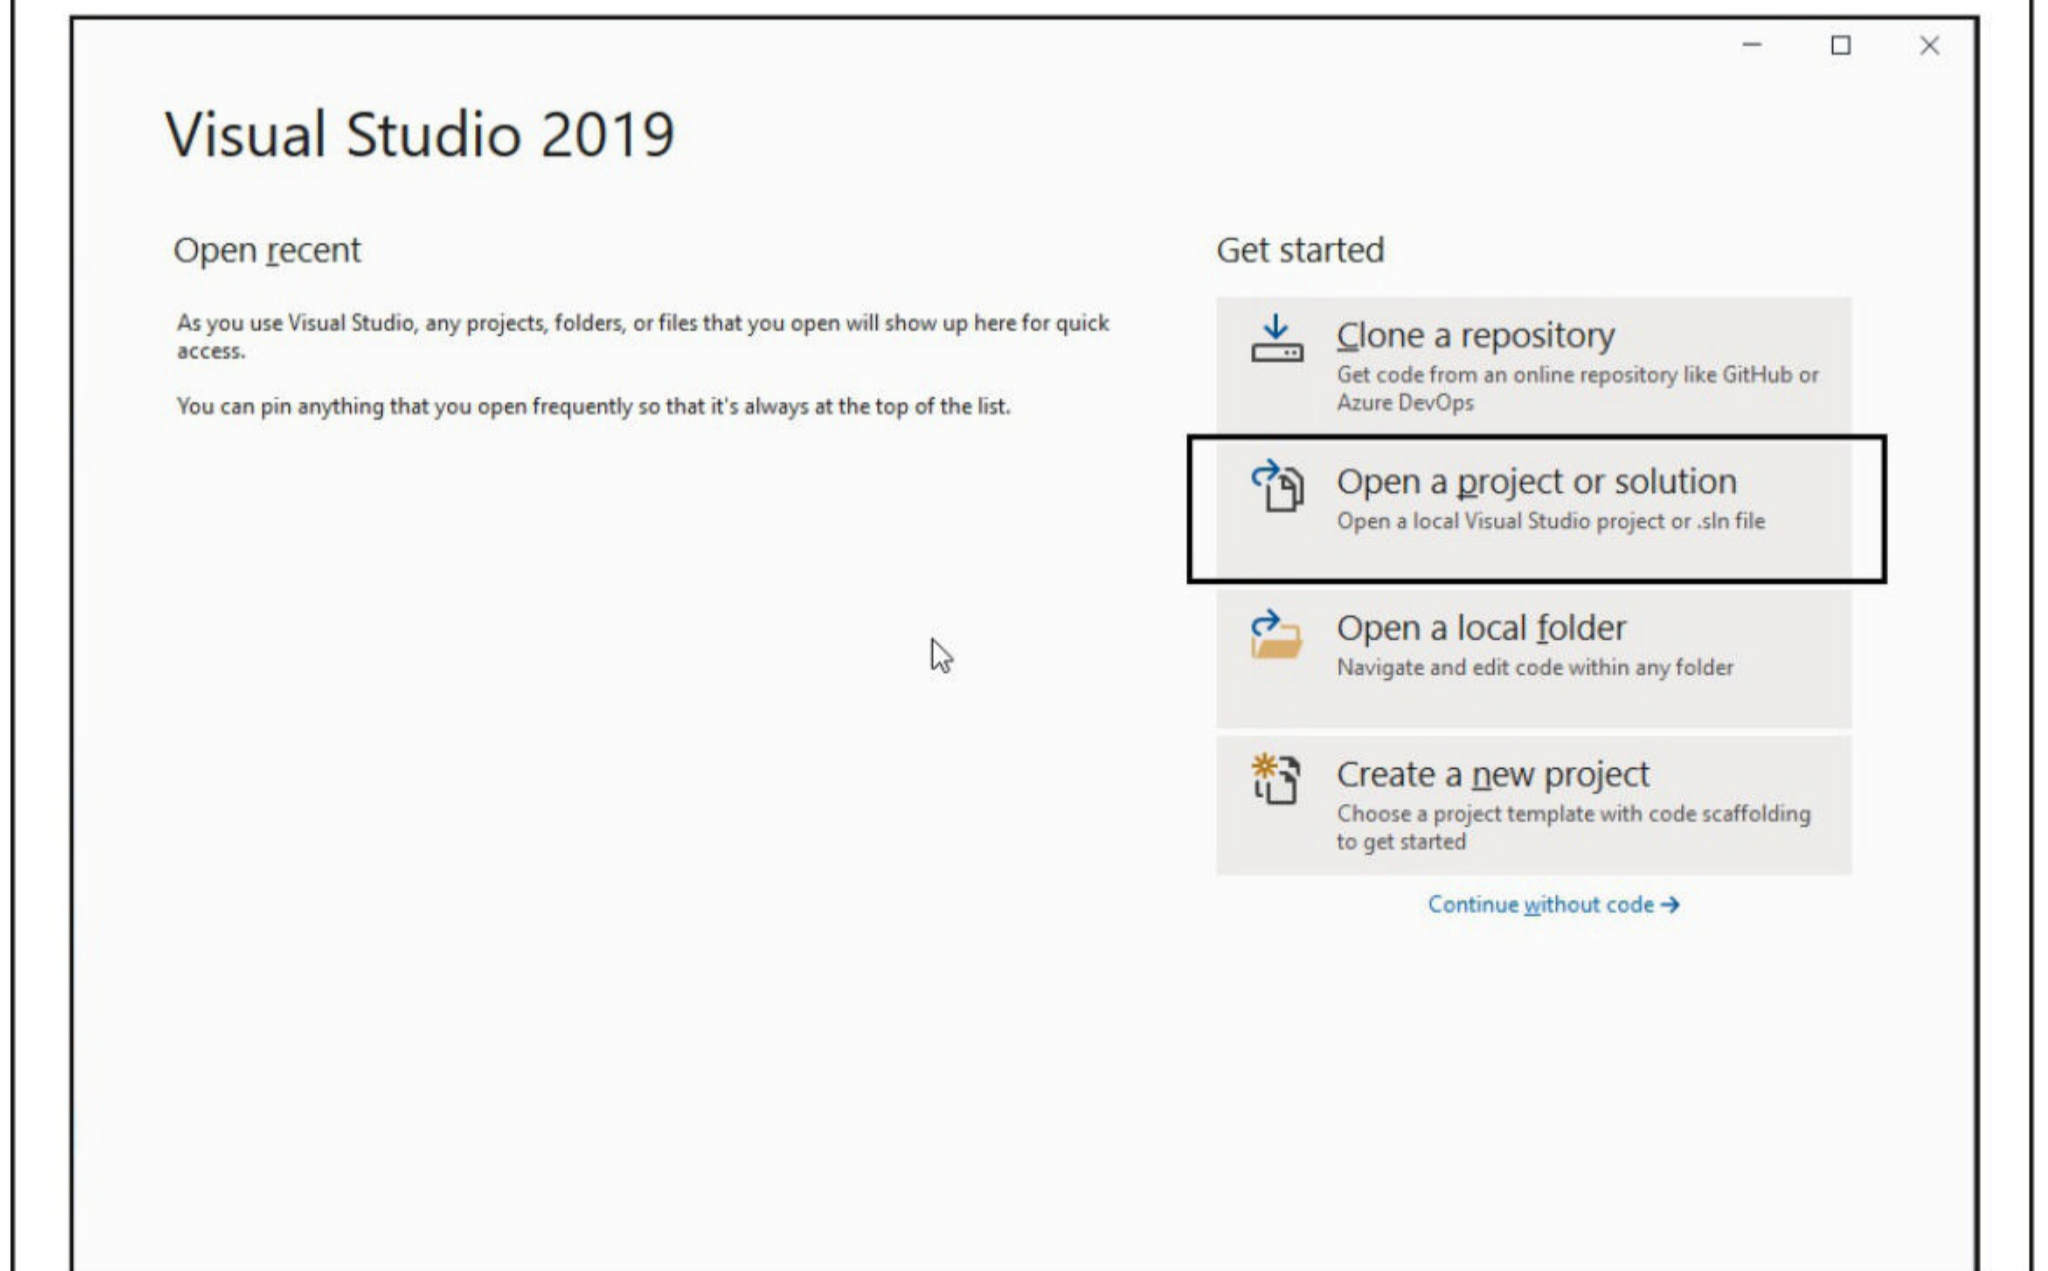 Visual Studio 2019
Open recent
As you use Visual Studio, any projects, folders, or files that you open will show up here for quick
access.
You can pin anything that you open frequently so that it's always at the top of the list.
Get started
Clone a repository
Get code from an online repository like GitHub or
Azure DevOps
Open a project or solution
Open a local Visual Studio project or .sln file
Open a local folder
Navigate and edit code within any folder
Create a new project
Choose a project template with code scaffolding
to get started
Continue without code →